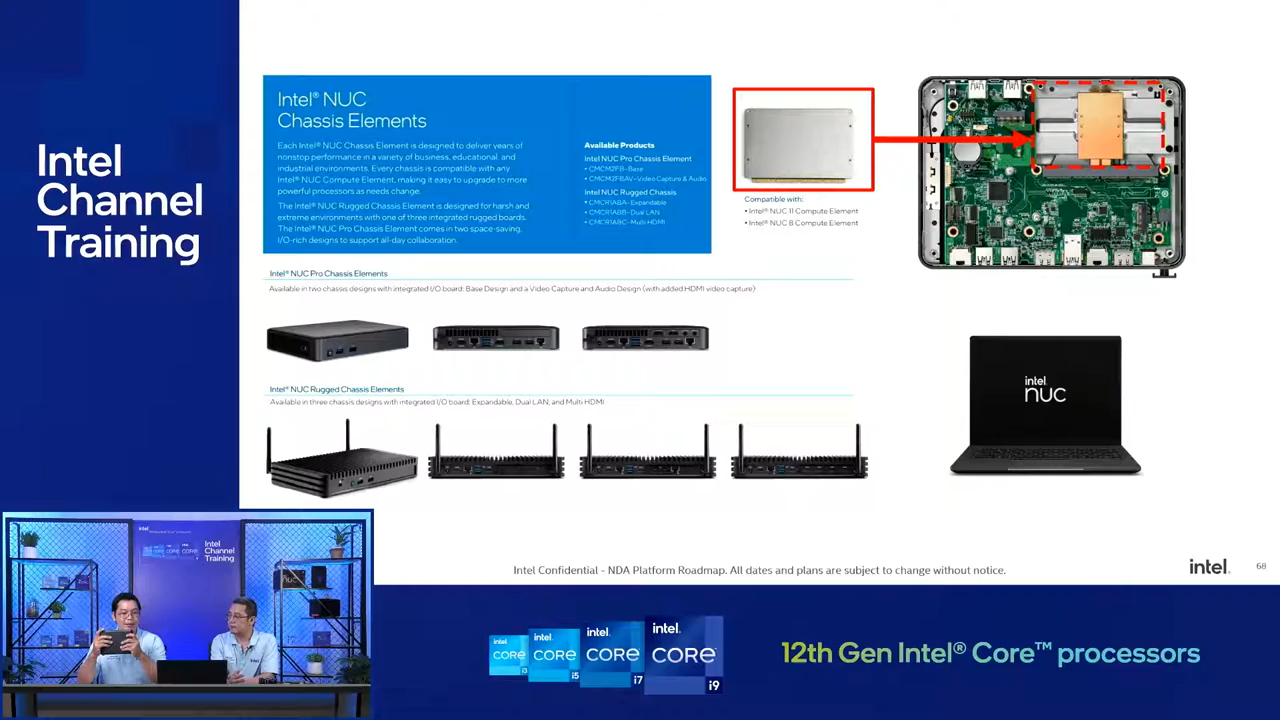 Intel
Channel
Training
Intel® NUC
Chassis Elements
Each Intel® NUC Chassis Element is designed to deliver years of
nonstop performance in a variety of business, educational, and
industrial environments. Every chassis is compatible with any
Intel® NUC Compute Element, making it easy to upgrade to more
powerful processors as needs change.
The Intel® NUC Rugged Chassis Element is designed for harsh and
extreme environments with one of three integrated rugged boards.
The Intel® NUC Pro Chassis Element comes in two space-saving,
I/O-rich designs to support all-day collaboration.
Available Products
Intel NUC Pro Chassis Element
• CMCM2FB–Base
• CMCM2FBAV–Video Capture & Audio
Intel NUC Rugged Chassis
• CMCR1ABA–Expandable
• CMCR1ABB–Dual LAN
• CMCR1ABC–Multi HDMI
Compatible with:
• Intel® NUC 11 Compute Element
• Intel® NUC 8 Compute Element
Intel® NUC Pro Chassis Elements
Available in two chassis designs with integrated I/O board: Base Design and a Video Capture and Audio Design (with added HDMI video capture)
Intel® NUC Rugged Chassis Elements
Available in three chassis designs with integrated I/O board: Expandable, Dual LAN, and Multi HDMI
intel
nuc
Intel Confidential - NDA Platform Roadmap. All dates and plans are subject to change without notice.
intel.
68
intel
Intel
Channel
Training
core core core
nuc
intel
CORE
i3
intel
CORE
i5
intel
CORE
i7
intel
CORE
i9
12th Gen Intel® Core™ processors